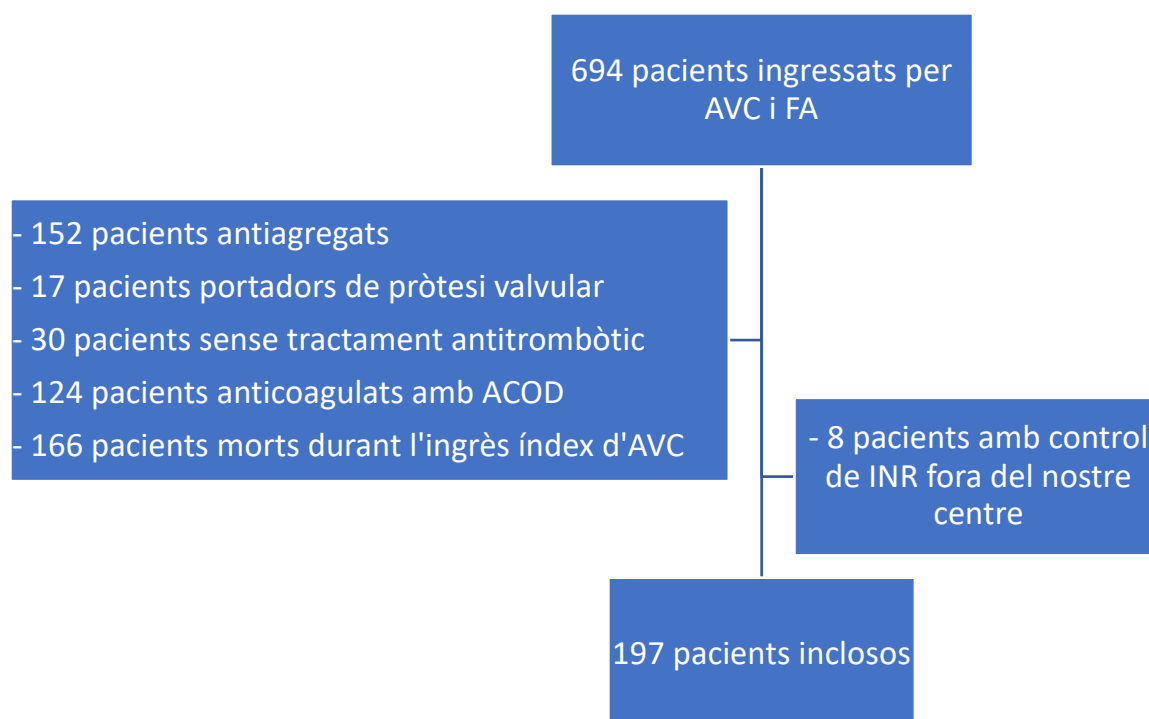 694 pacients ingressats per
AVC i FA
- 152 pacients antiagregats
- 17 pacients portadors de pròtesi valvular
- 30 pacients sense tractament antitrombòtic
- 124 pacients anticoagulats amb ACOD
- 166 pacients morts durant l'ingrès índex d'AVC
- 8 pacients amb control
de INR fora del nostre
centre
197 pacients inclosos